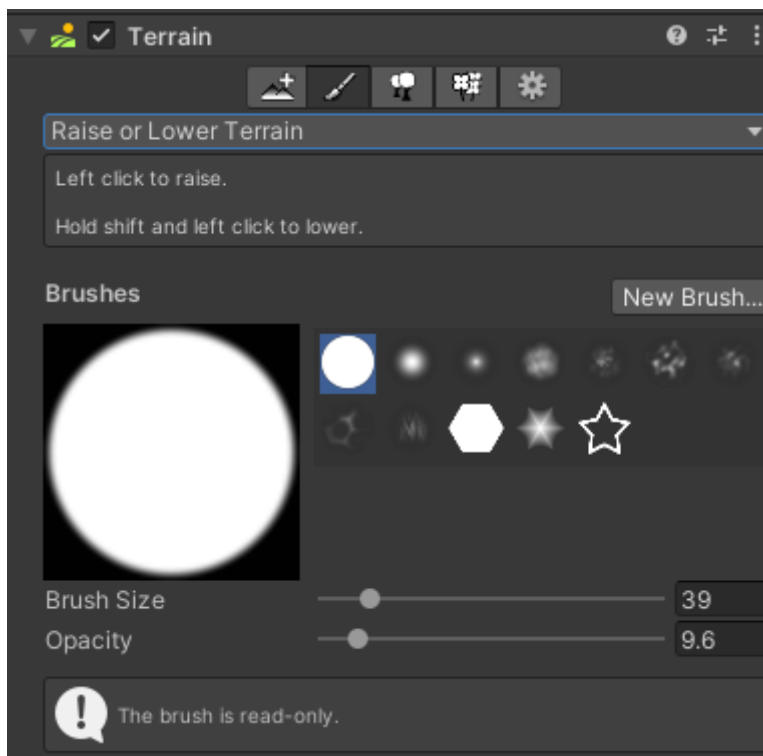 Terrain
Raise or Lower Terrain
Left click to raise.
Hold shift and left click to lower.
Brushes
New Brush...
Brush Size
39
Opacity
9.6
The brush is read-only.